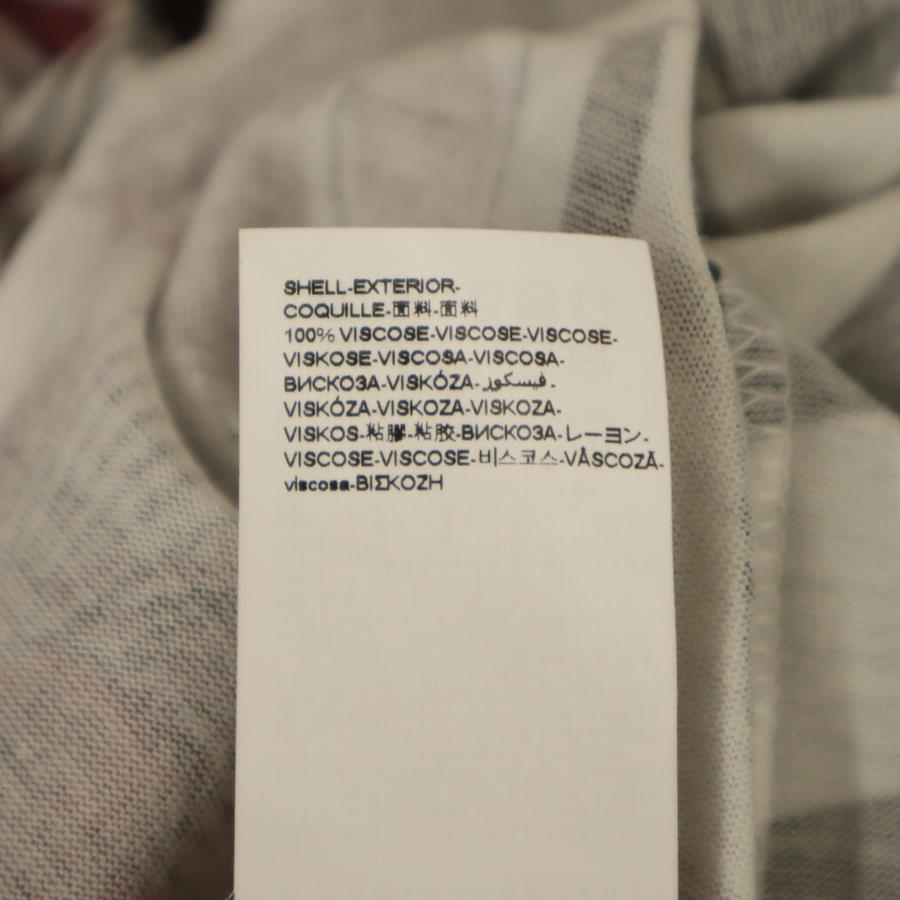 SHELL-EXTERIOR-
COQUILLE-面料-面料
100% VISCOSE-VISCOSE-VISCOSE-
VISKOSE-VISCOSA-VISCOSA-
ВИСКОЗА-VISKÓZA-فيسكوز-
VISKÓZA-VISKOZA-VISKOZA-
VISKOS-粘膠-粘胶-ВИСКОЗА-レーヨン-
VISCOSE-VISCOSE-비스코스-VÂSCOZĂ-
viscosa-ΒΙΣΚΟΖΗ